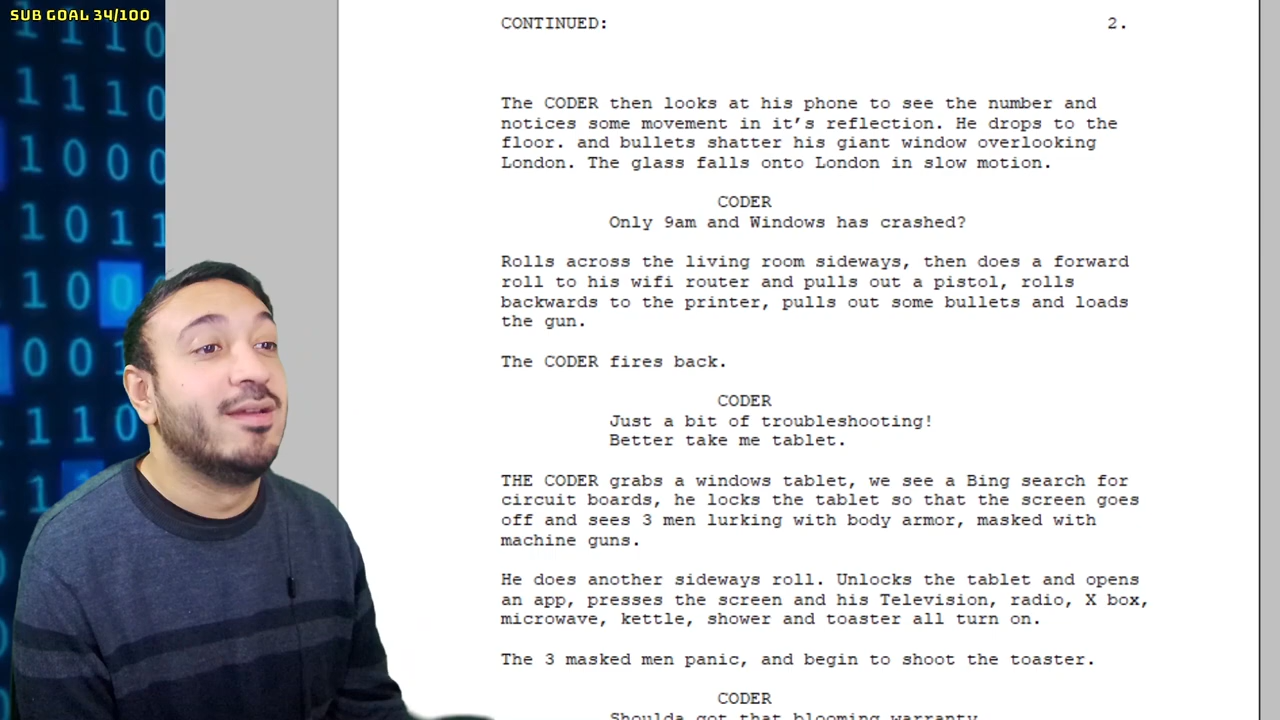 SUB GOAL 34/100
CONTINUED:
2.
The CODER then looks at his phone to see the number and
notices some movement in it's reflection. He drops to the
floor. and bullets shatter his giant window overlooking
London. The glass falls onto London in slow motion.
CODER
Only 9am and Windows has crashed?
Rolls across the living room sideways, then does a forward
roll to his wifi router and pulls out a pistol, rolls
backwards to the printer, pulls out some bullets and loads
the gun.
The CODER fires back.
CODER
Just a bit of troubleshooting!
Better take me tablet.
THE CODER grabs a windows tablet, we see a Bing search for
circuit boards, he locks the tablet so that the screen goes
off and sees 3 men lurking with body armor, masked with
machine guns.
He does another sideways roll. Unlocks the tablet and opens
an app, presses the screen and his Television, radio, X box,
microwave, kettle, shower and toaster all turn on.
The 3 masked men panic, and begin to shoot the toaster.
CODER
Shoulda got that blooming warranty